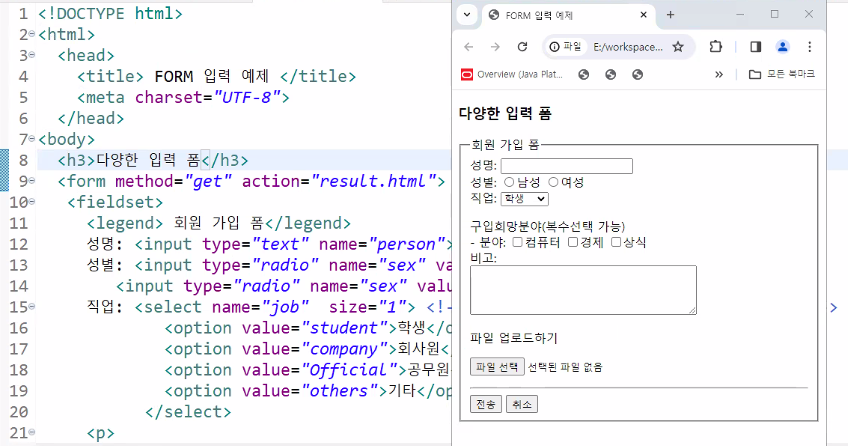 1 <!DOCTYPE html>
2 <html>
3 <head>
4 <title> FORM 입력 예제 </title>
5 <meta charset="UTF-8">
6 </head>
7 <body>
8 <h3>다양한 입력 폼</h3>
9 <form method="get" action="result.html">
10 <fieldset>
11 <legend> 회원 가입 폼</legend>
12 성명: <input type="text" name="person">
13 성별: <input type="radio" name="sex" va
14 <input type="radio" name="sex" valu
15 직업: <select name="job" size="1"> <!- >
16 <option value="student">학생</o
17 <option value="company">회사원<
18 <option value="Official">공무원
19 <option value="others">기타</op
20 </select>
21 <p>
FORM 입력 예제
파일 E:/workspace...
Overview (Java Plat... » 모든 북마크
다양한 입력 폼
회원 가입 폼
성명:
성별: 남성 여성
직업: 학생
구입희망분야(복수선택 가능)
- 분야: 컴퓨터 경제 상식
비고:
파일 업로드하기
파일 선택 선택된 파일 없음
전송 취소